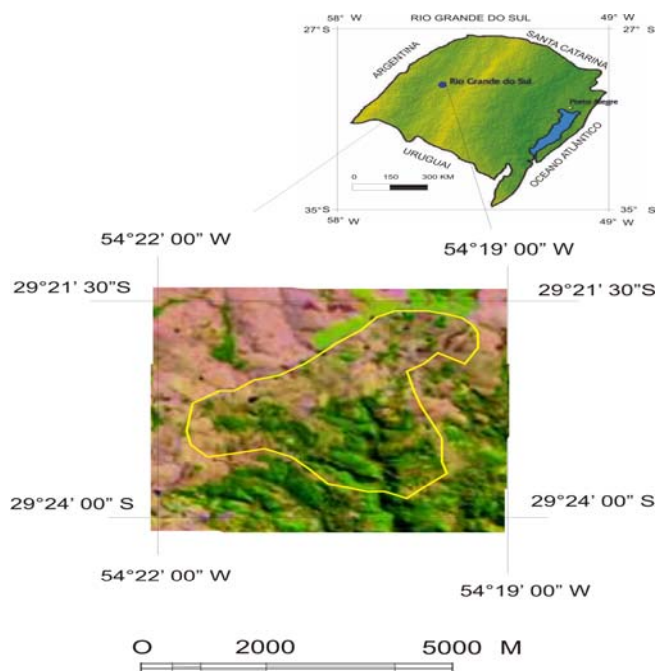 58° W RIO GRANDE DO SUL 49° W
27° S 27° S
SANTA CATARINA
ARGENTINA
Rio Grande do Sul
Porto Alegre
URUGUAI
OCEANO ATLÂNTICO
0 150 300 KM
35° S 35° S
58° W 49° W
54° 22' 00" W 54° 19' 00" W
29° 21' 30"S 29° 21' 30"S
29° 24' 00" S 29° 24' 00" S
54° 22' 00" W 54° 19' 00" W
O 2000 5000 M